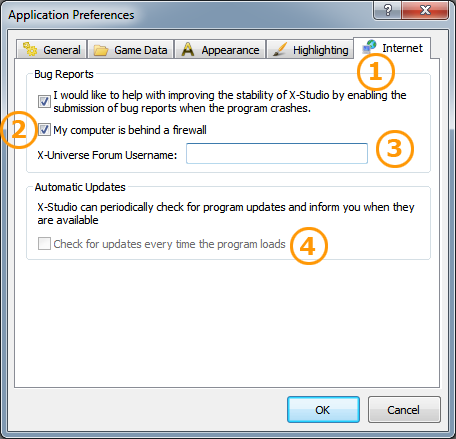 Application Preferences
General Game Data Appearance Highlighting Internet
1
Bug Reports
I would like to help with improving the stability of X-Studio by enabling the
submission of bug reports when the program crashes.
2 My computer is behind a firewall
X-Universe Forum Username: 3
Automatic Updates
X-Studio can periodically check for program updates and inform you when they
are available
Check for updates every time the program loads 4
OK Cancel